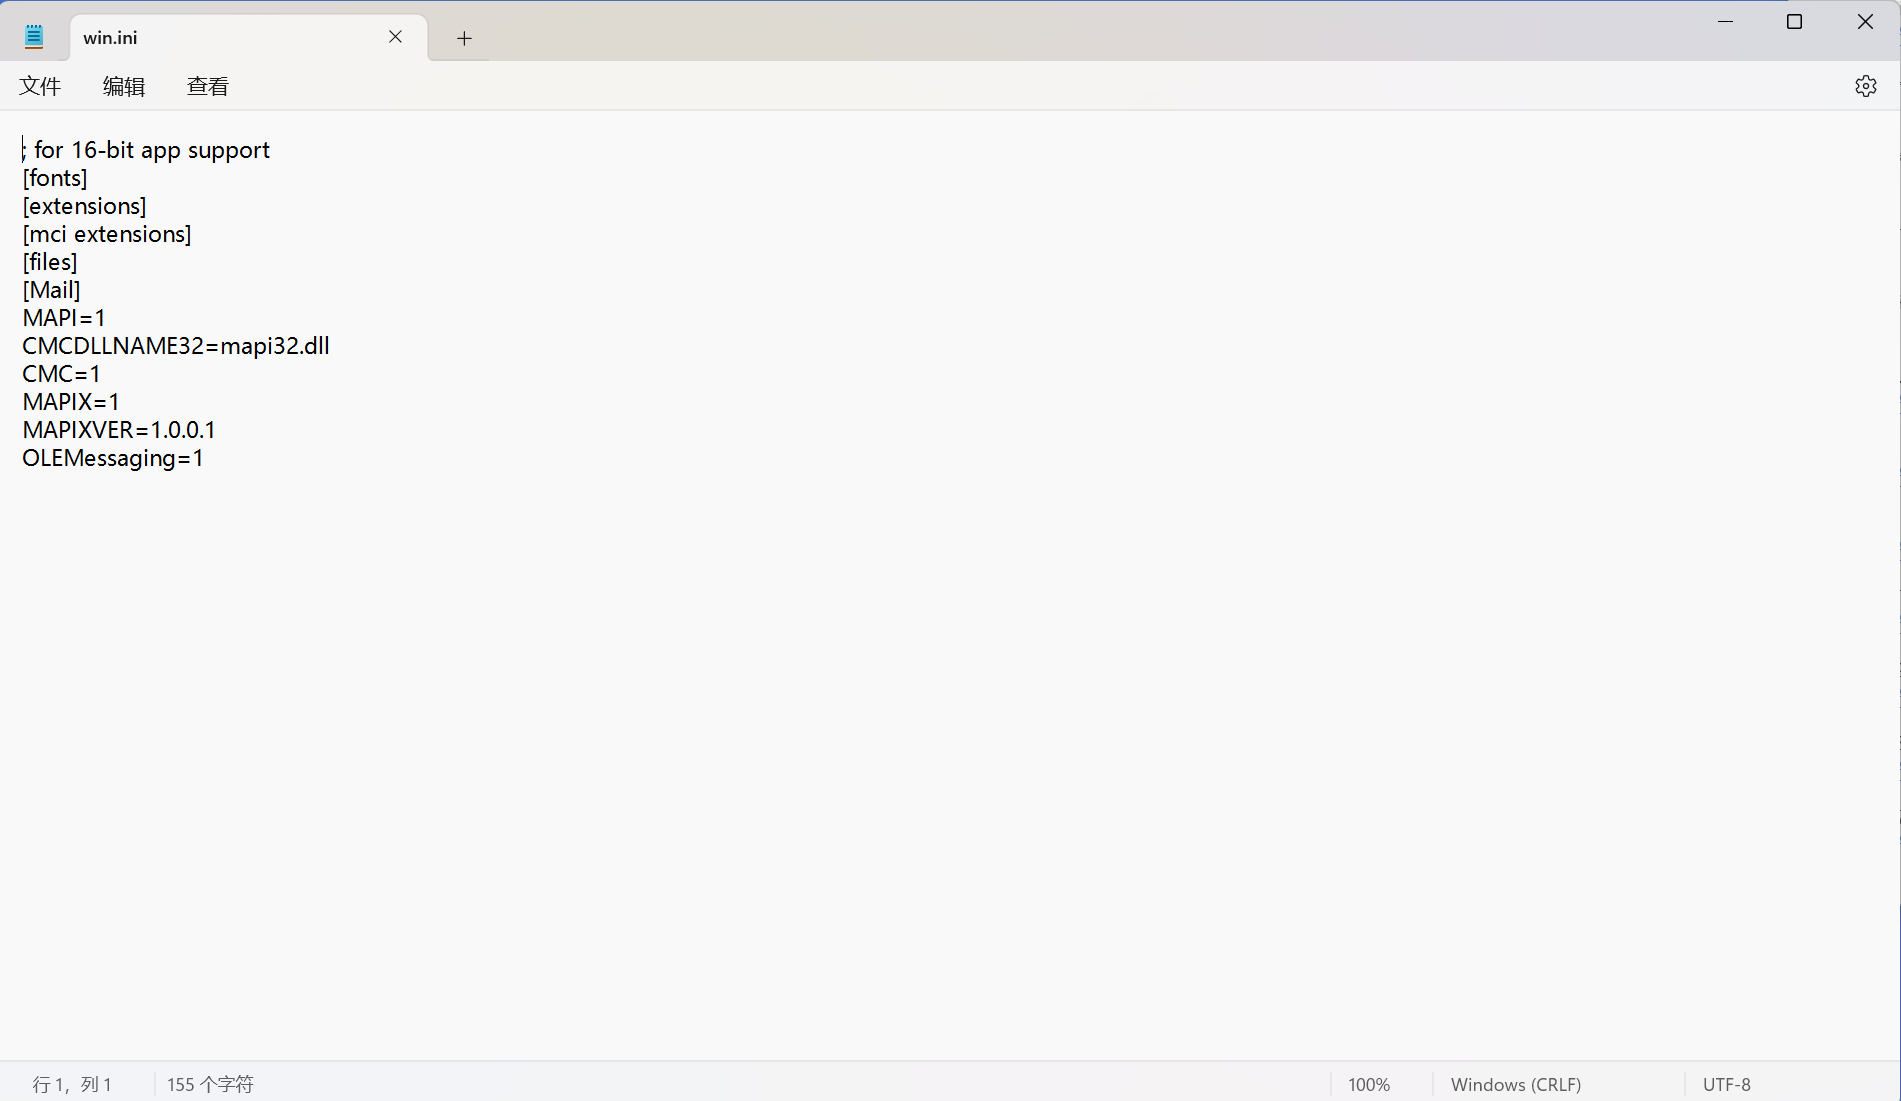 win.ini
文件 编辑 查看
; for 16-bit app support
[fonts]
[extensions]
[mci extensions]
[files]
[Mail]
MAPI=1
CMCDLLNAME32=mapi32.dll
CMC=1
MAPIX=1
MAPIXVER=1.0.0.1
OLEMessaging=1
行 1, 列 1 155 个字符 100% Windows (CRLF) UTF-8